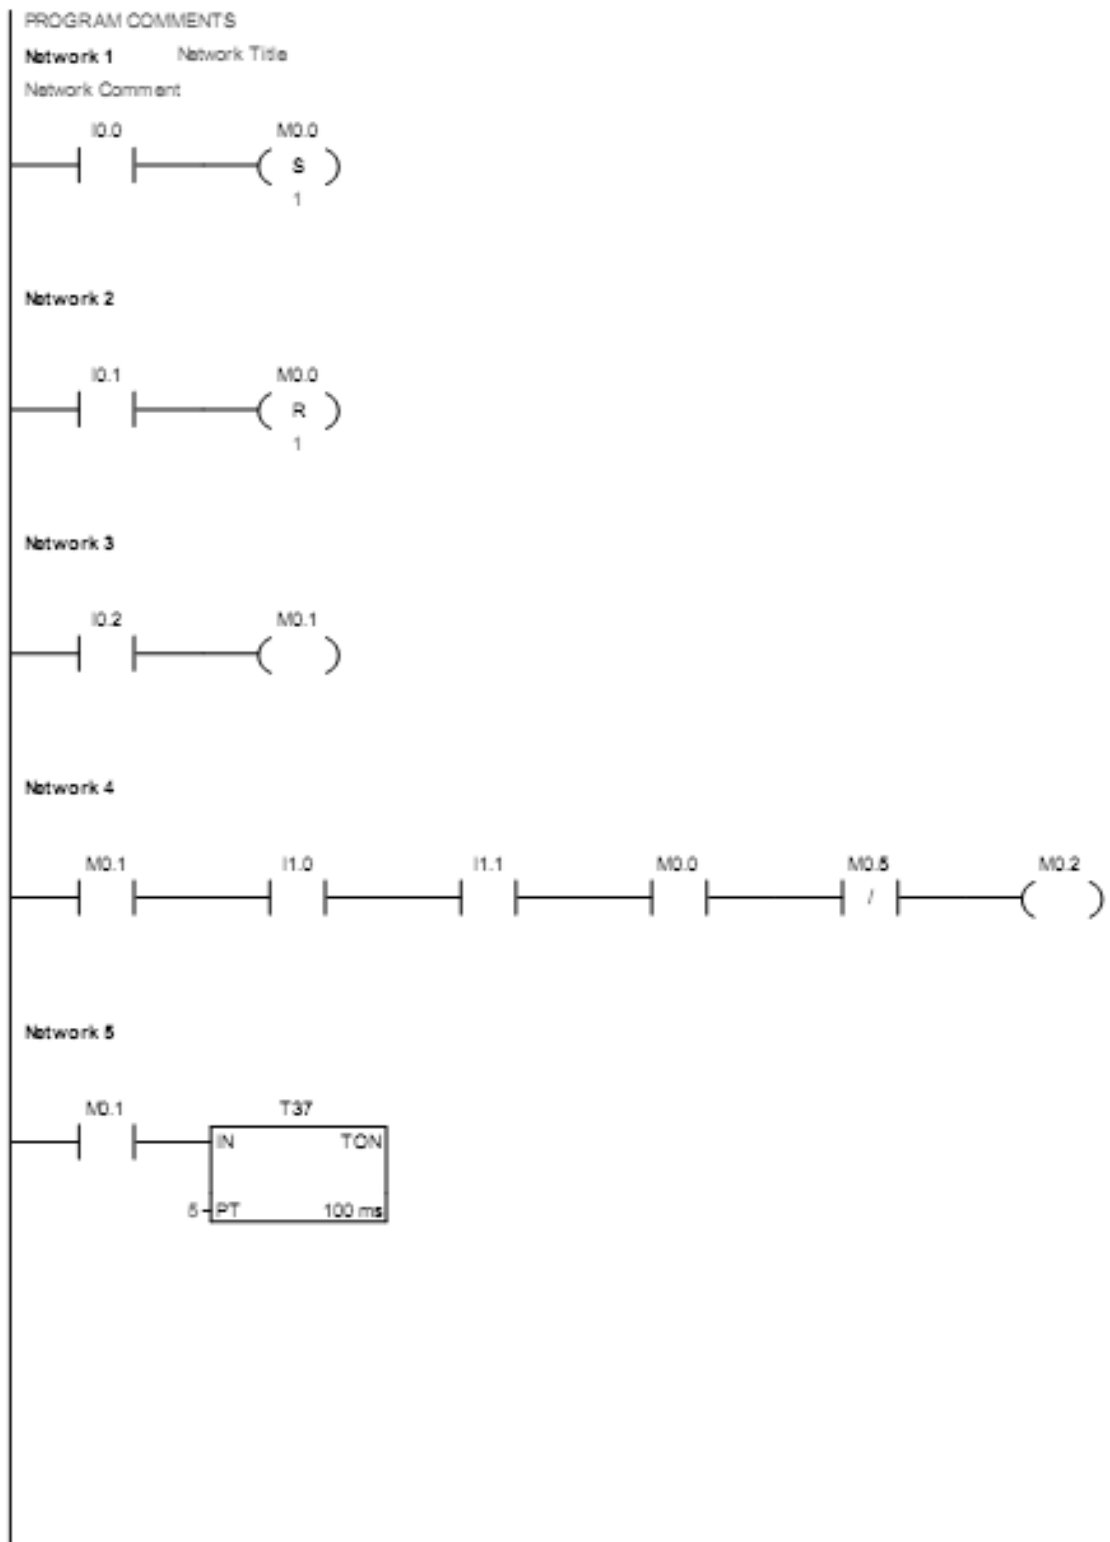 PROGRAM COMMENTS
Network 1 Network Title
Network Comment
I0.0 M0.0
S
1
Network 2
I0.1 M0.0
R
1
Network 3
I0.2 M0.1
Network 4
M0.1 I1.0 I1.1 M0.0 M0.5 M0.2
/
Network 5
M0.1 T37
IN TON
5 PT 100 ms